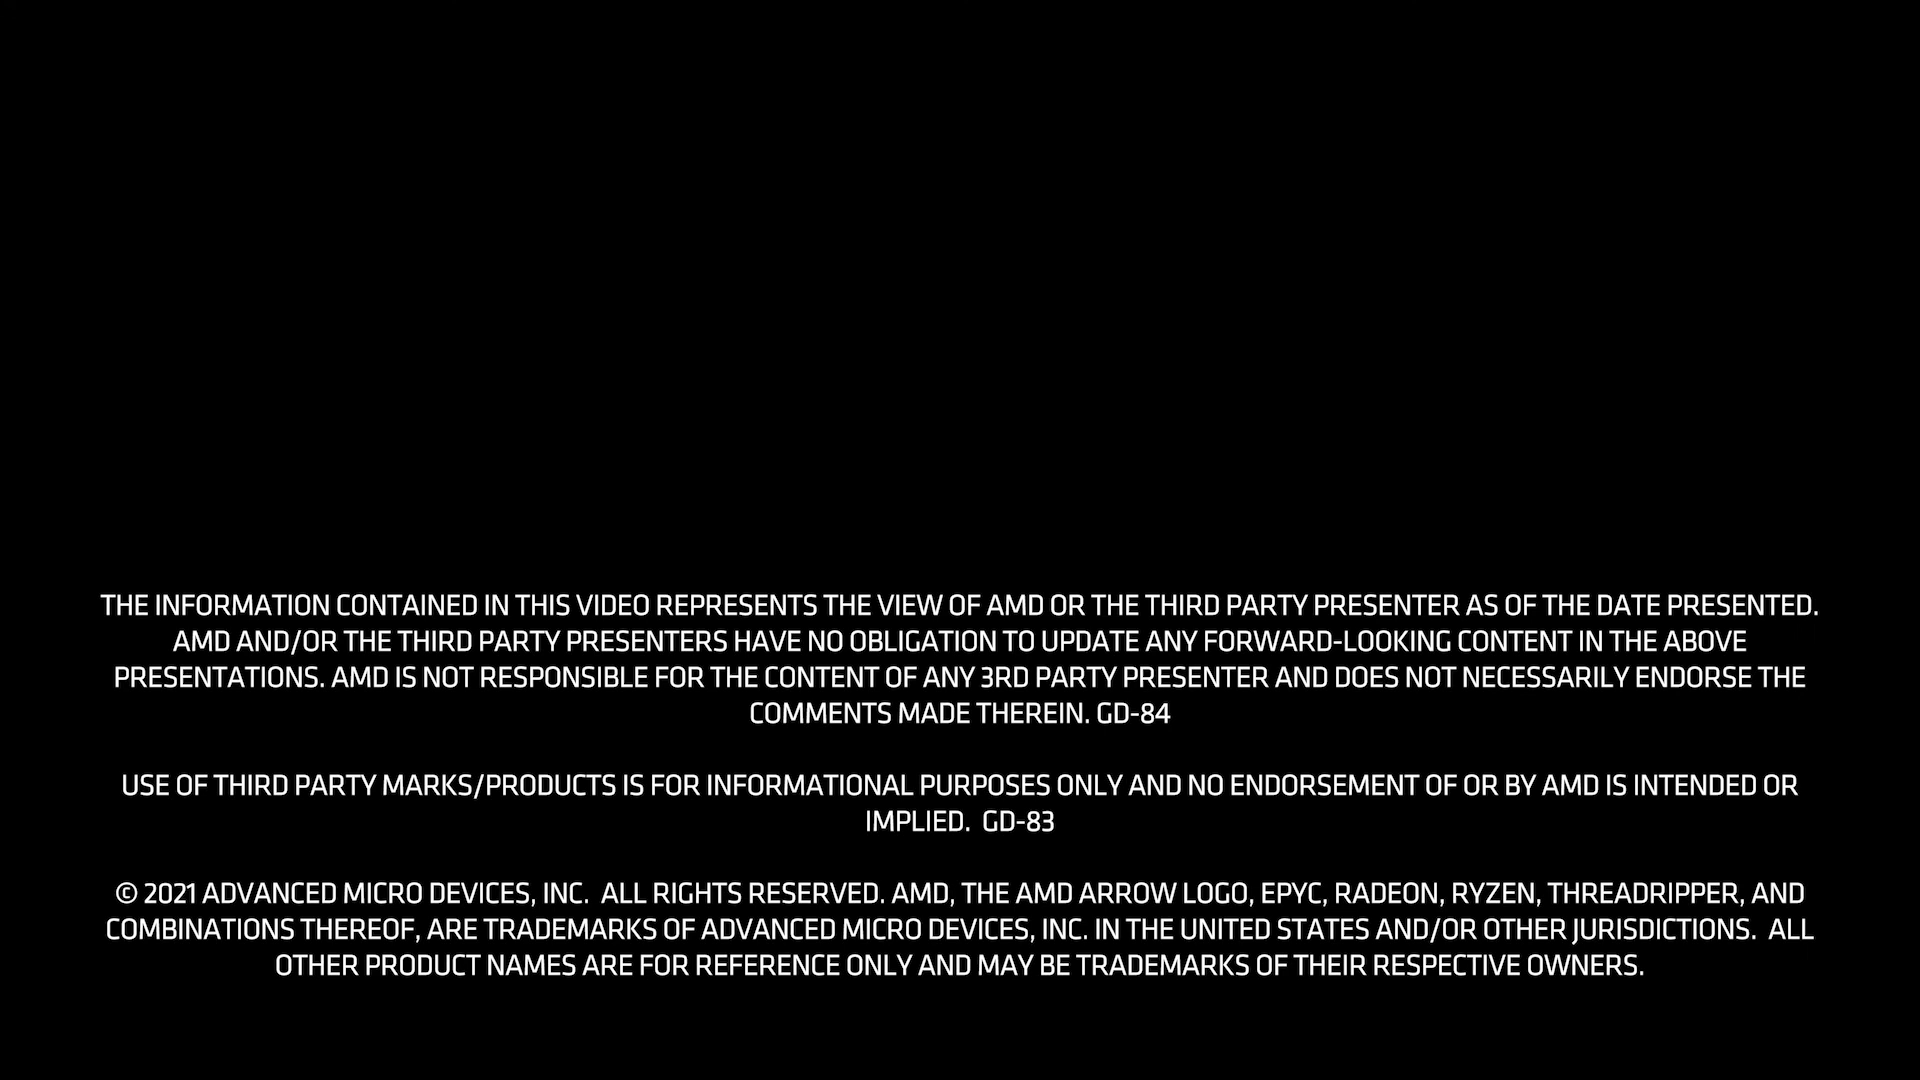 THE INFORMATION CONTAINED IN THIS VIDEO REPRESENTS THE VIEW OF AMD OR THE THIRD PARTY PRESENTER AS OF THE DATE PRESENTED.
AMD AND/OR THE THIRD PARTY PRESENTERS HAVE NO OBLIGATION TO UPDATE ANY FORWARD-LOOKING CONTENT IN THE ABOVE
PRESENTATIONS. AMD IS NOT RESPONSIBLE FOR THE CONTENT OF ANY 3RD PARTY PRESENTER AND DOES NOT NECESSARILY ENDORSE THE
COMMENTS MADE THEREIN. GD-84
USE OF THIRD PARTY MARKS/PRODUCTS IS FOR INFORMATIONAL PURPOSES ONLY AND NO ENDORSEMENT OF OR BY AMD IS INTENDED OR
IMPLIED.  GD-83
© 2021 ADVANCED MICRO DEVICES, INC.  ALL RIGHTS RESERVED. AMD, THE AMD ARROW LOGO, EPYC, RADEON, RYZEN, THREADRIPPER, AND
COMBINATIONS THEREOF, ARE TRADEMARKS OF ADVANCED MICRO DEVICES, INC. IN THE UNITED STATES AND/OR OTHER JURISDICTIONS.  ALL
OTHER PRODUCT NAMES ARE FOR REFERENCE ONLY AND MAY BE TRADEMARKS OF THEIR RESPECTIVE OWNERS.